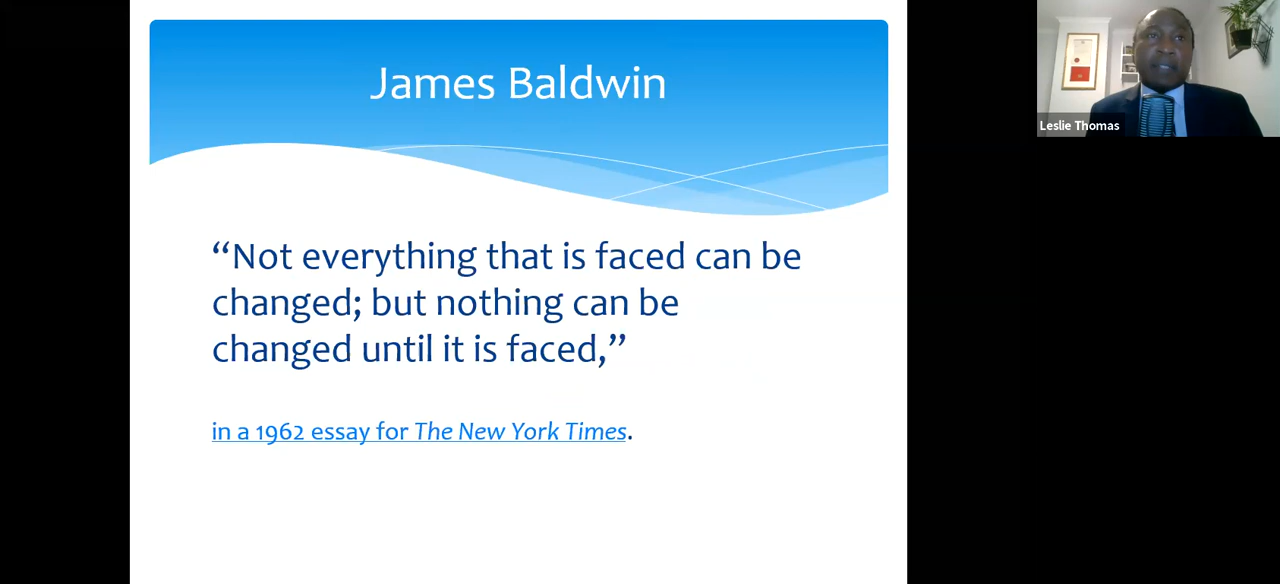 James Baldwin
“Not everything that is faced can be
changed; but nothing can be
changed until it is faced,”
in a 1962 essay for The New York Times.
Leslie Thomas